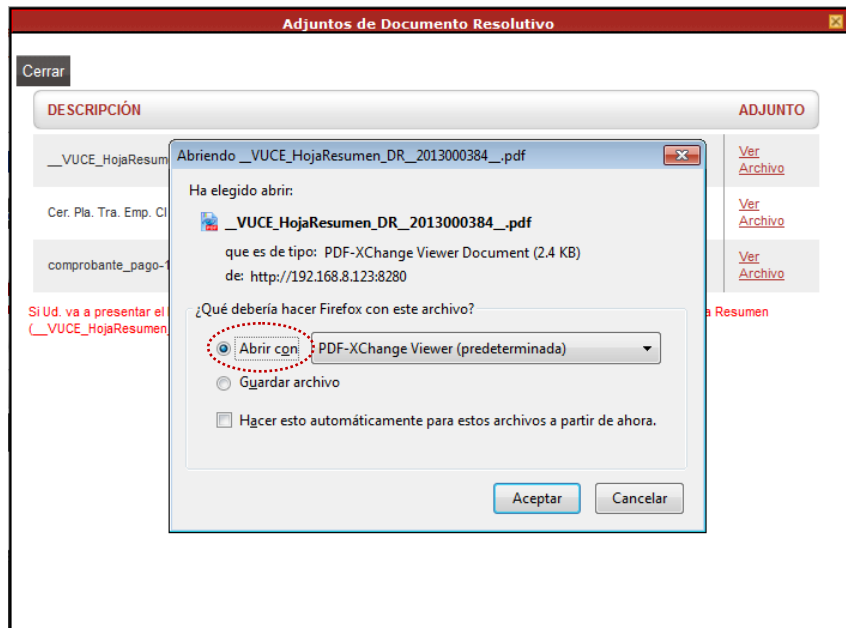 Adjuntos de Documento Resolutivo
Cerrar
DESCRIPCIÓN ADJUNTO
__VUCE_HojaResum
Ver
Archivo
Cer. Pla. Tra. Emp. Cl
Ver
Archivo
comprobante_pago-1
Ver
Archivo
Si Ud. va a presentar el
a Resumen
(__VUCE_HojaResumen_
Abriendo __VUCE_HojaResumen_DR__2013000384__.pdf
Ha elegido abrir:
__VUCE_HojaResumen_DR__2013000384__.pdf
que es de tipo: PDF-XChange Viewer Document (2.4 KB)
de: http://192.168.8.123:8280
¿Qué debería hacer Firefox con este archivo?
Abrir con PDF-XChange Viewer (predeterminada)
Guardar archivo
Hacer esto automáticamente para estos archivos a partir de ahora.
Aceptar Cancelar